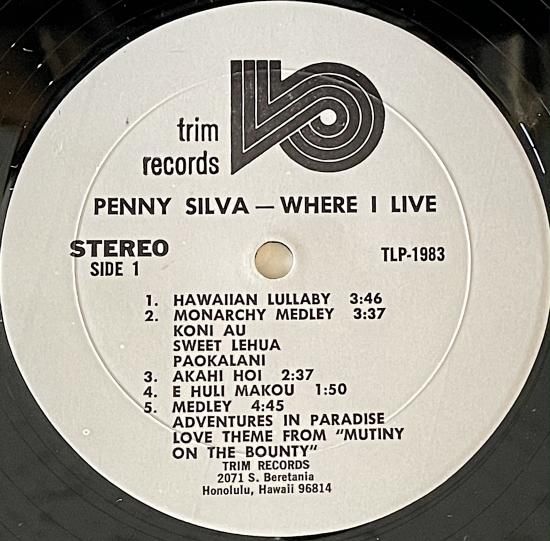 trim
records
PENNY SILVA — WHERE I LIVE
STEREO
SIDE 1
TLP-1983
1. HAWAIIAN LULLABY 3:46
2. MONARCHY MEDLEY 3:37
KONI AU
SWEET LEHUA
PAOKALANI
3. AKAHI HOI 2:37
4. E HULI MAKOU 1:50
5. MEDLEY 4:45
ADVENTURES IN PARADISE
LOVE THEME FROM "MUTINY
ON THE BOUNTY"
TRIM RECORDS
2071 S. Beretania
Honolulu, Hawaii 96814